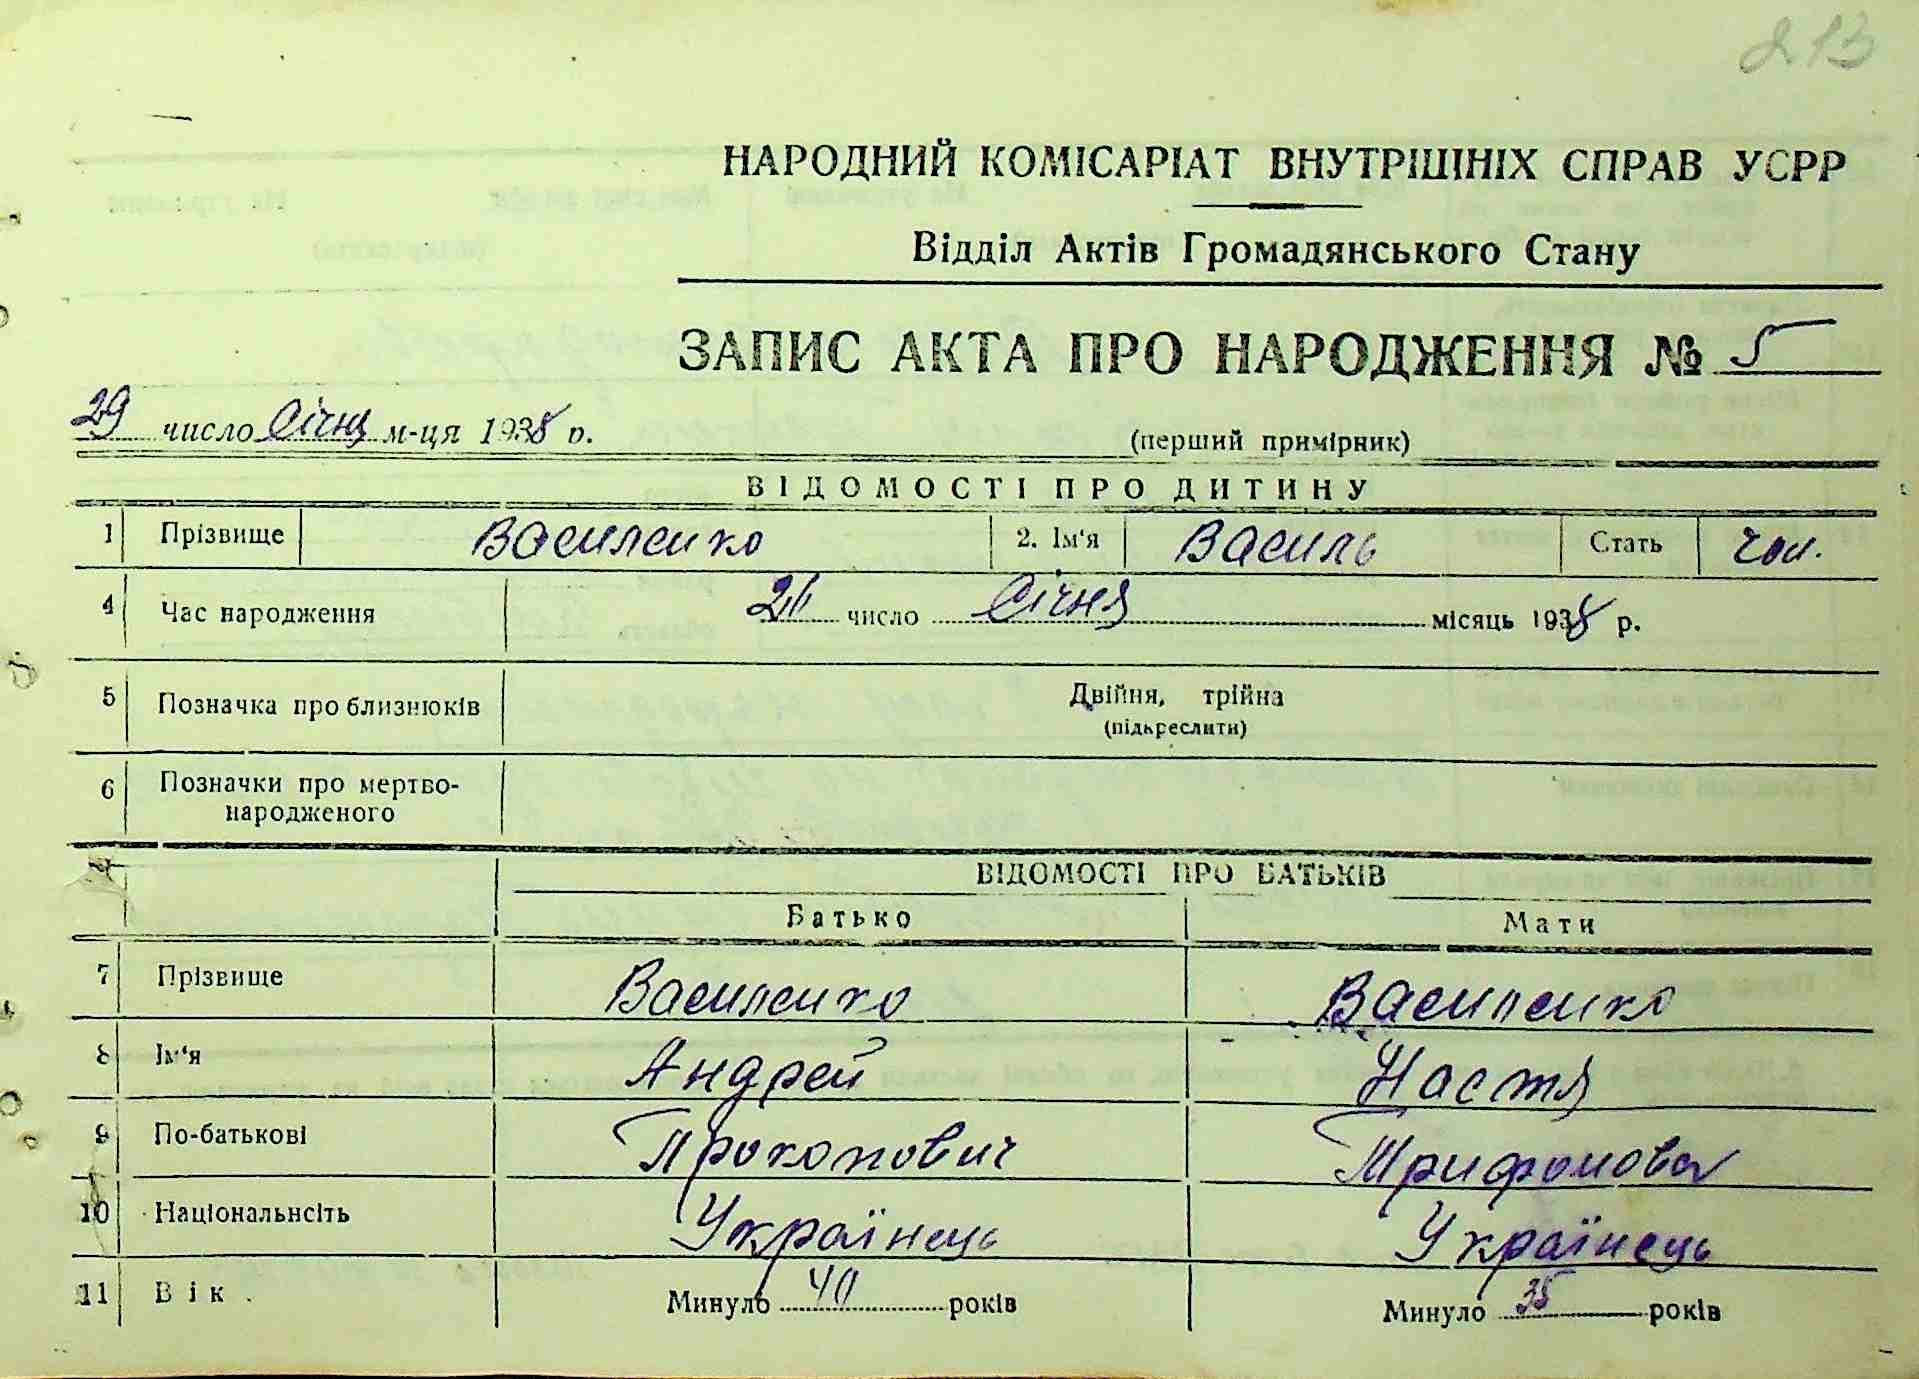 213
НАРОДНИЙ КОМІСАРІАТ ВНУТРІШНІХ СПРАВ УСРР
Відділ Актів Громадянського Стану
ЗАПИС АКТА ПРО НАРОДЖЕННЯ № 5
29 число Січня м-ця 1938 р.
(перший примірник)
ВІДОМОСТІ ПРО ДИТИНУ
1 Прізвище Василенко 2. Ім'я Василь Стать чол.
4 Час народження число Січня місяць 1938 р.
5 Позначка про близнюків Двійня, трійна
(підкреслити)
6 Позначки про мертво-
народженого
ВІДОМОСТІ ПРО БАТЬКІВ
Батько Мати
7 Прізвище Василенко Василенко
8 Ім'я Андрей Настя
9 По-батькові Прокопович Трифонова
10 Національнсіть Українець Українець
11 Вік . Минуло 40 років Минуло 35 років